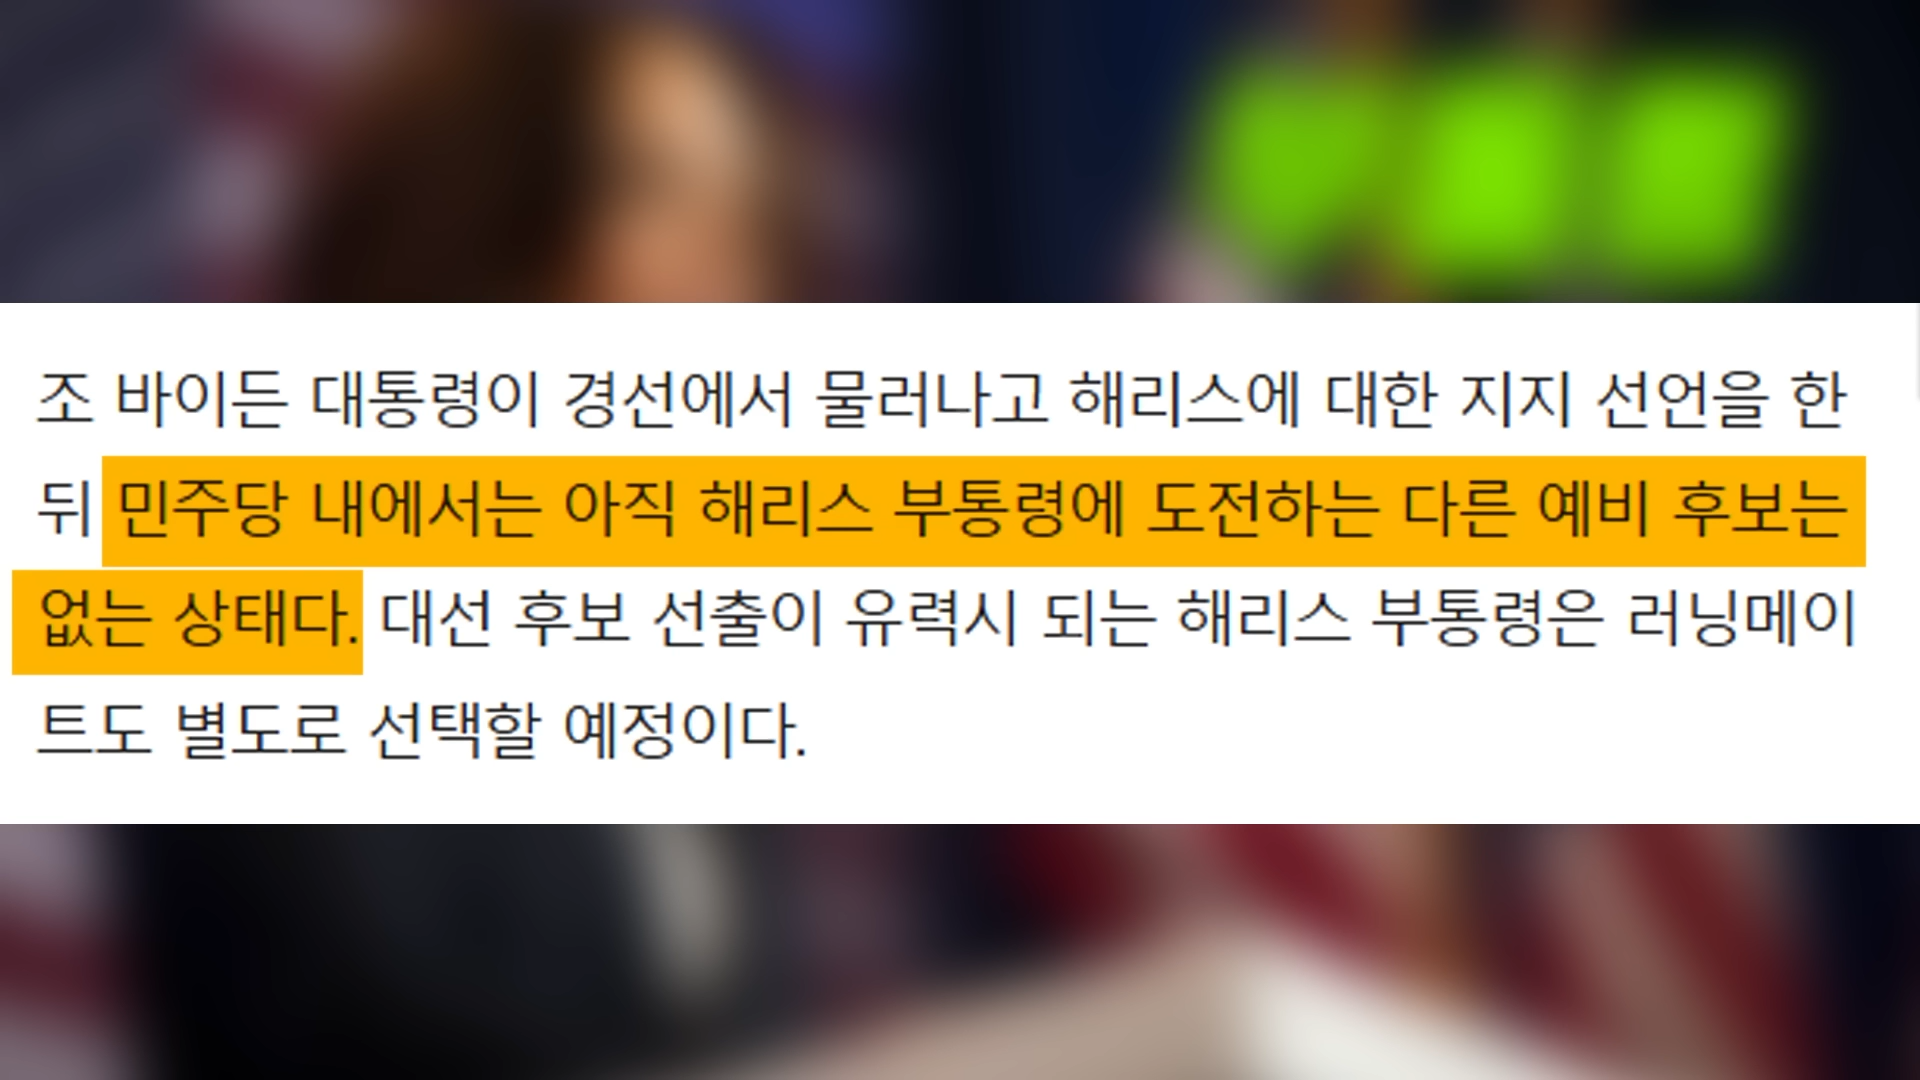 조 바이든 대통령이 경선에서 물러나고 해리스에 대한 지지 선언을 한
뒤 민주당 내에서는 아직 해리스 부통령에 도전하는 다른 예비 후보는
없는 상태다. 대선 후보 선출이 유력시 되는 해리스 부통령은 러닝메이
트도 별도로 선택할 예정이다.